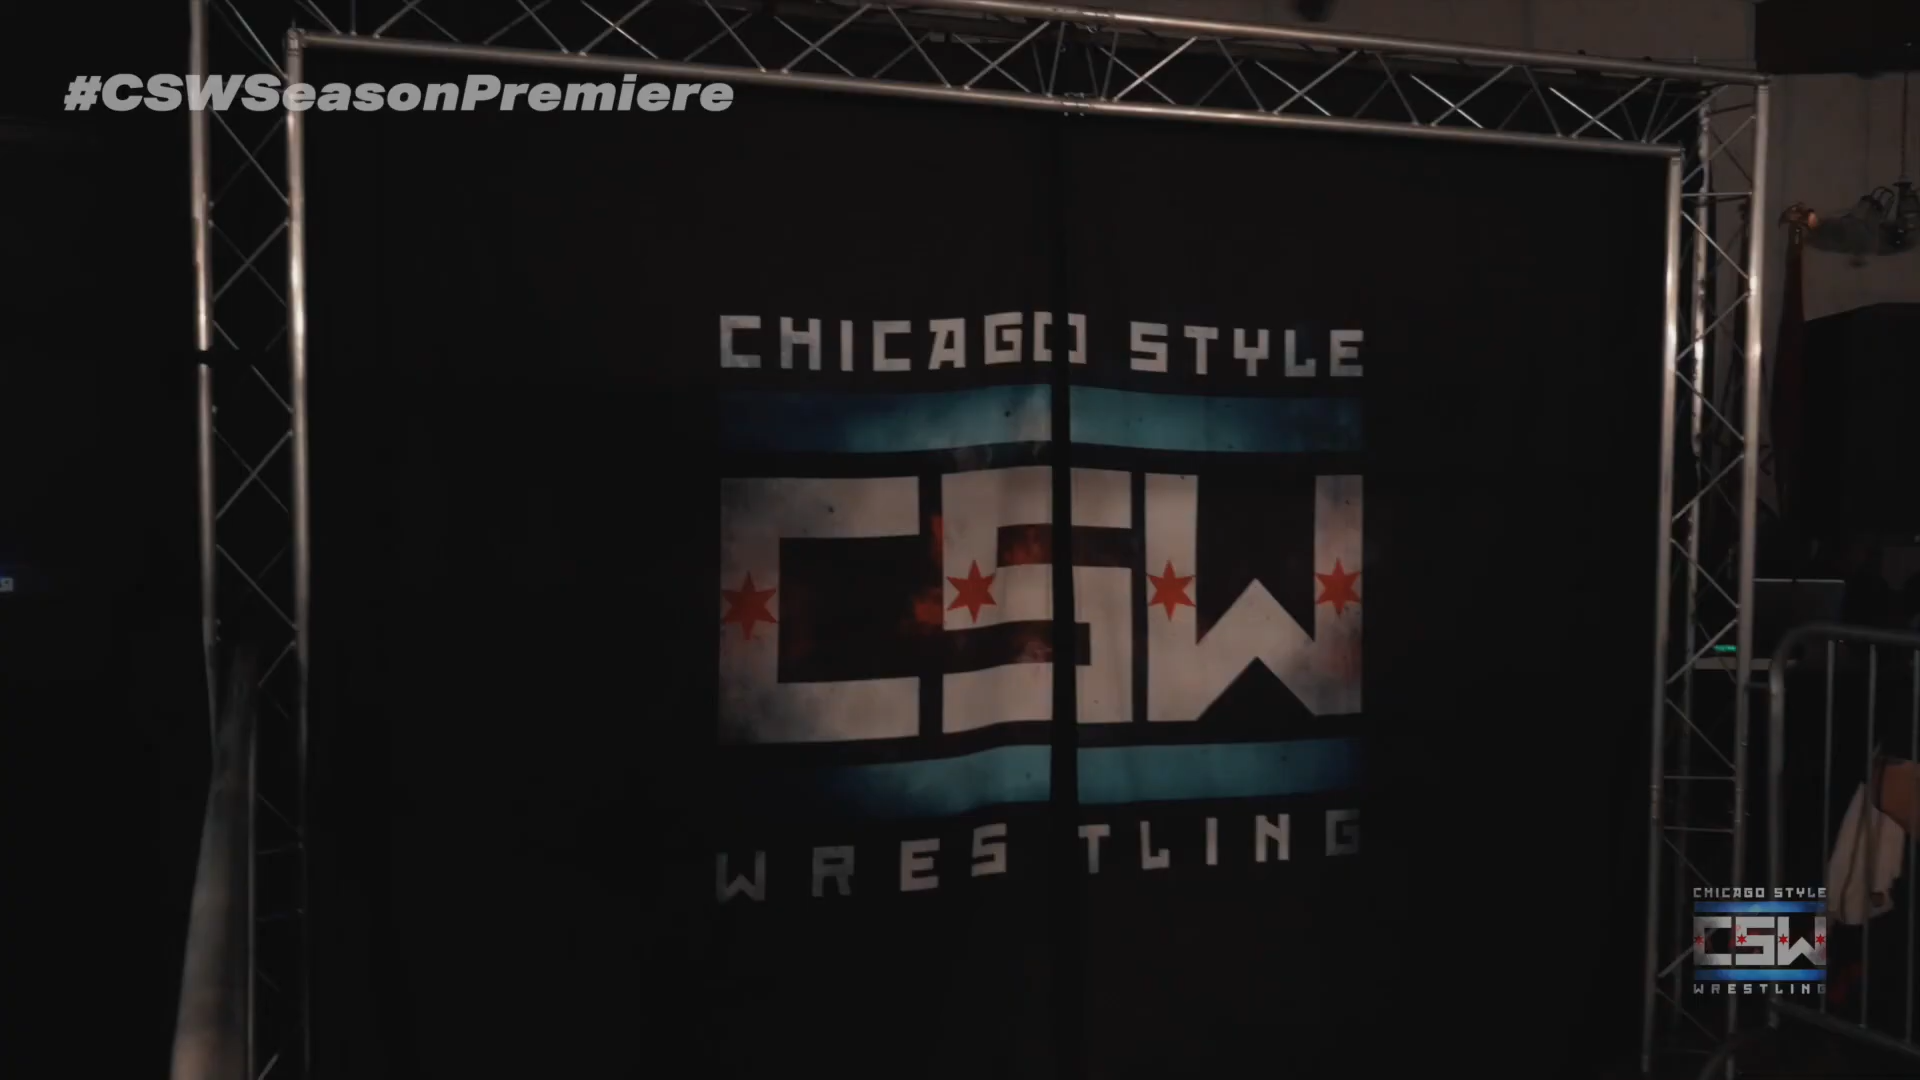 #CSWSeasonPremiere
CHICAGO STYLE
CSW
WRESTLING
CHICAGO STYLE
CSW
WRESTLING